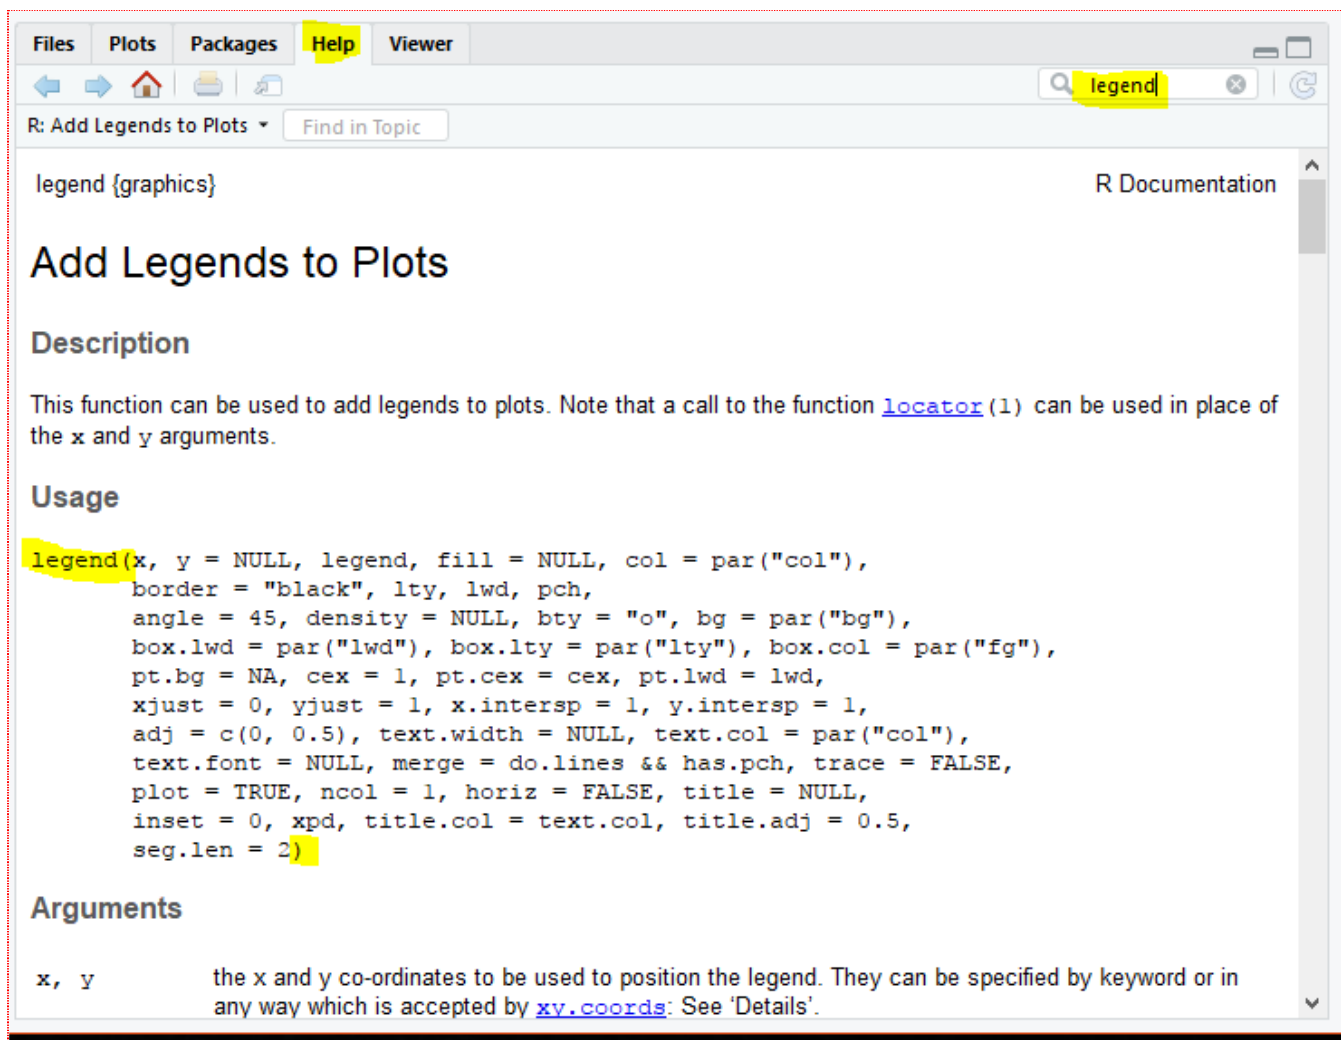 Files Plots Packages Help Viewer
legend
R: Add Legends to Plots Find in Topic
legend {graphics} R Documentation
Add Legends to Plots
Description
This function can be used to add legends to plots. Note that a call to the function locator(1) can be used in place of
the x and y arguments.
Usage
legend(x, y = NULL, legend, fill = NULL, col = par("col"),
border = "black", lty, lwd, pch,
angle = 45, density = NULL, bty = "o", bg = par("bg"),
box.lwd = par("lwd"), box.lty = par("lty"), box.col = par("fg"),
pt.bg = NA, cex = 1, pt.cex = cex, pt.lwd = lwd,
xjust = 0, yjust = 1, x.intersp = 1, y.intersp = 1,
adj = c(0, 0.5), text.width = NULL, text.col = par("col"),
text.font = NULL, merge = do.lines && has.pch, trace = FALSE,
plot = TRUE, ncol = 1, horiz = FALSE, title = NULL,
inset = 0, xpd, title.col = text.col, title.adj = 0.5,
seg.len = 2)
Arguments
x, y the x and y co-ordinates to be used to position the legend. They can be specified by keyword or in
any way which is accepted by xy.coords: See ‘Details’.